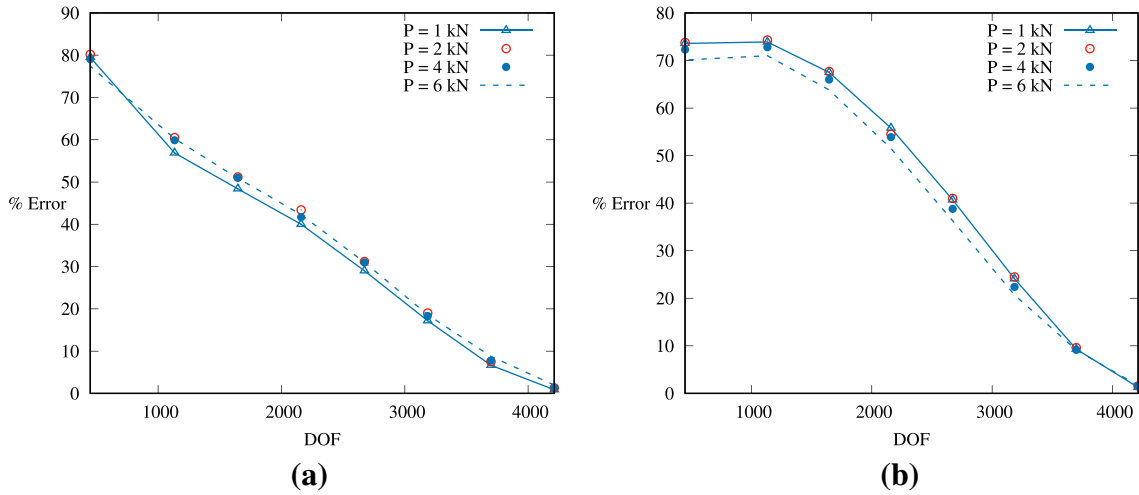 90
80
70
60
50
% Error
40
30
20
10
0
1000 2000 3000 4000
DOF
P = 1 kN
P = 2 kN
P = 4 kN
P = 6 kN
(a)
80
70
60
50
% Error 40
30
20
10
0
1000 2000 3000 4000
DOF
P = 1 kN
P = 2 kN
P = 4 kN
P = 6 kN
(b)